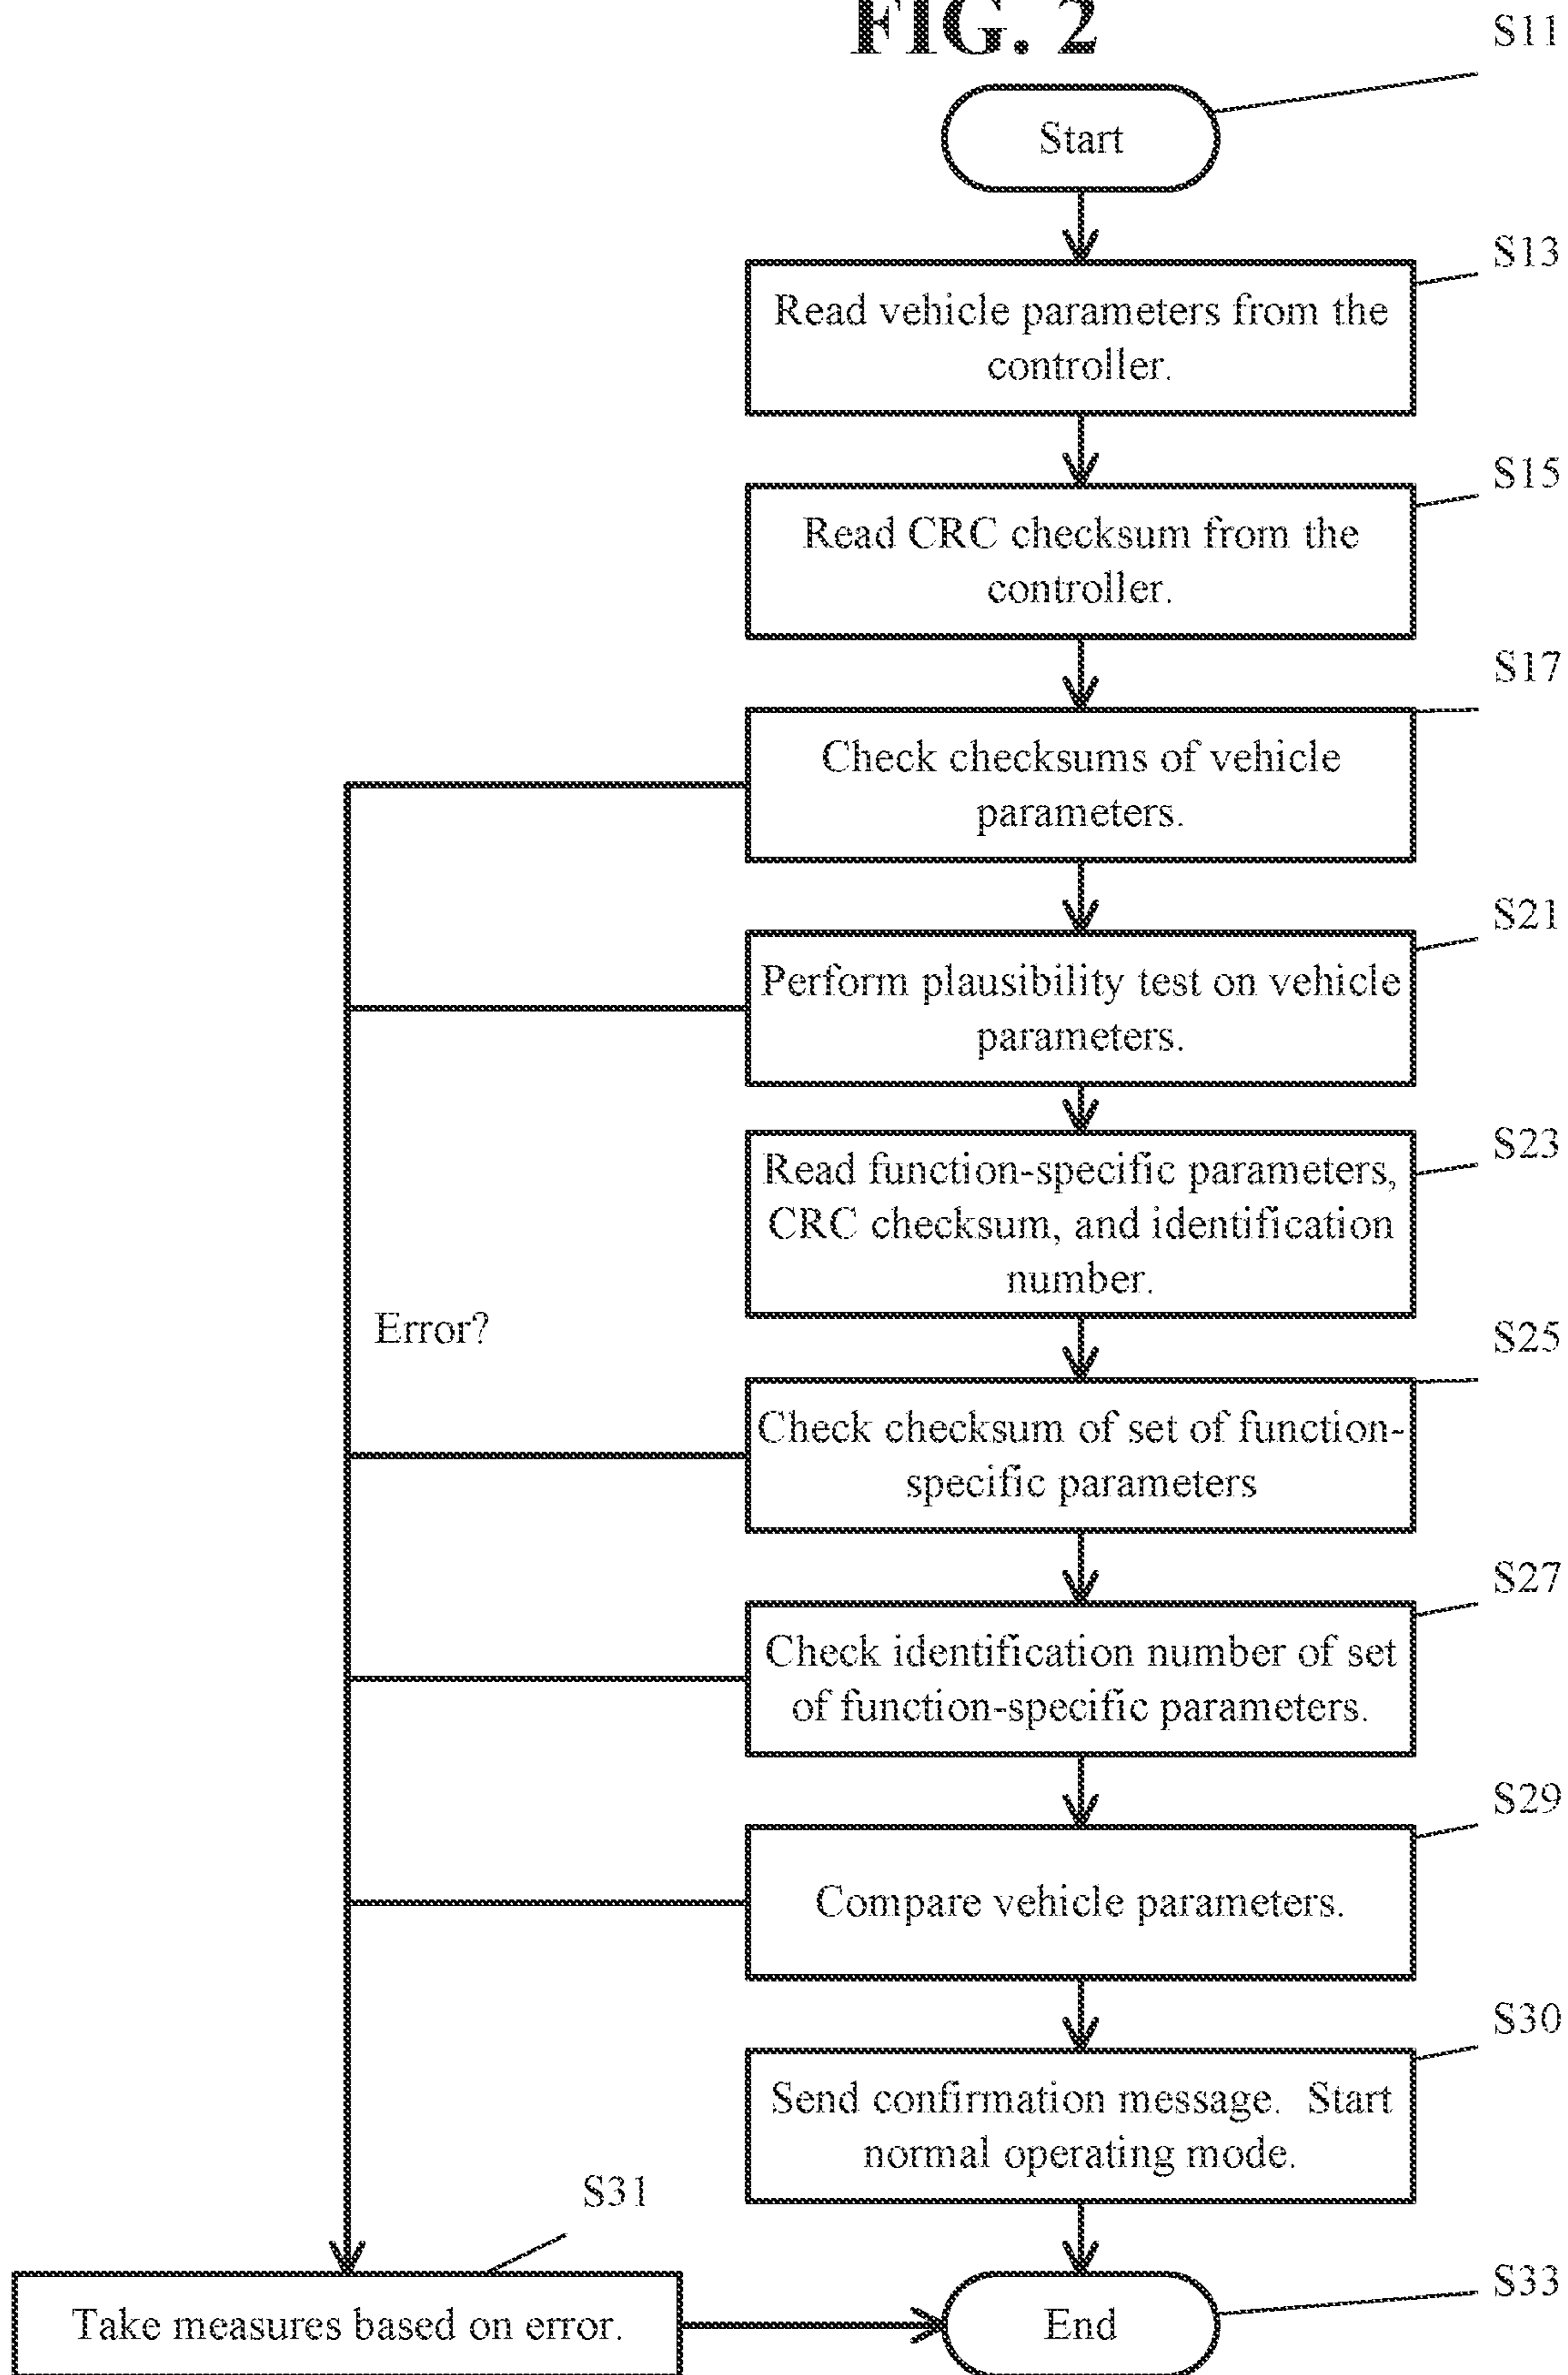 FIG. 2
S11
Start
S13
Read vehicle parameters from the
controller.
S15
Read CRC checksum from the
controller.
S17
Check checksums of vehicle
parameters.
S21
Perform plausibility test on vehicle
parameters.
S23
Read function-specific parameters,
CRC checksum, and identification
number.
Error?
S25
Check checksum of set of function-
specific parameters
S27
Check identification number of set
of function-specific parameters.
S29
Compare vehicle parameters.
S30
Send confirmation message.  Start
normal operating mode.
S31
Take measures based on error.
S33
End